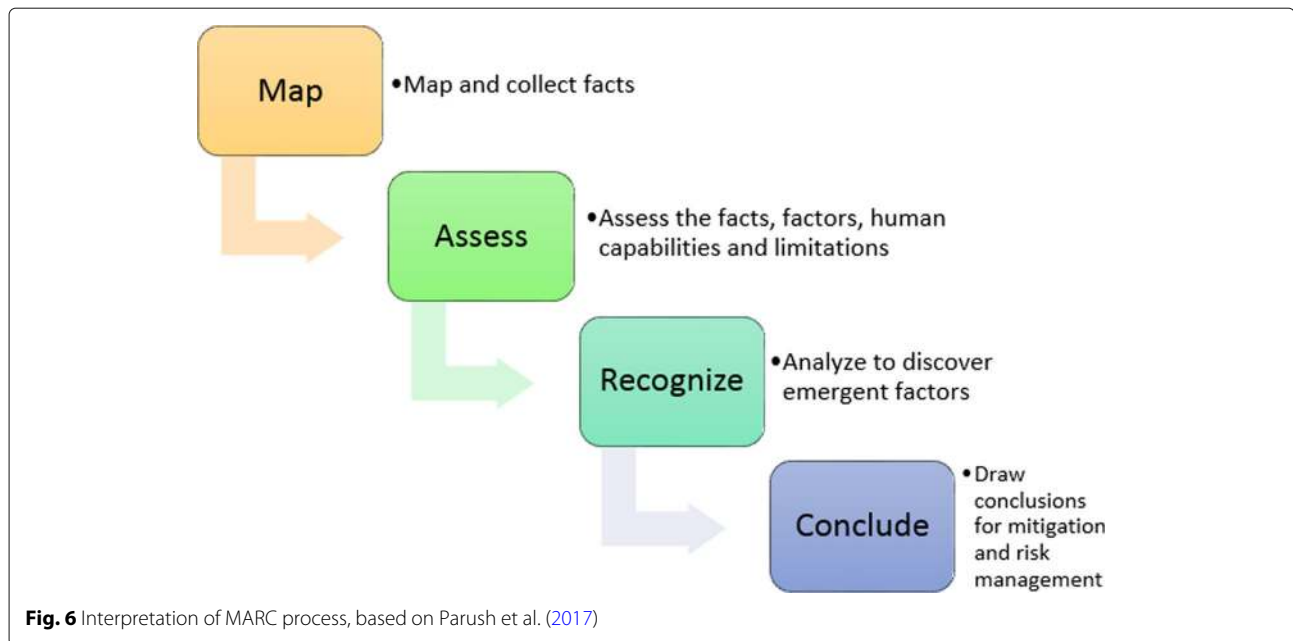 Map
•Map and collect facts
Assess
•Assess the facts, factors, human
capabilities and limitations
Recognize
•Analyze to discover
emergent factors
Conclude
•Draw
conclusions
for mitigation
and risk
management
Fig. 6 Interpretation of MARC process, based on Parush et al. (2017)